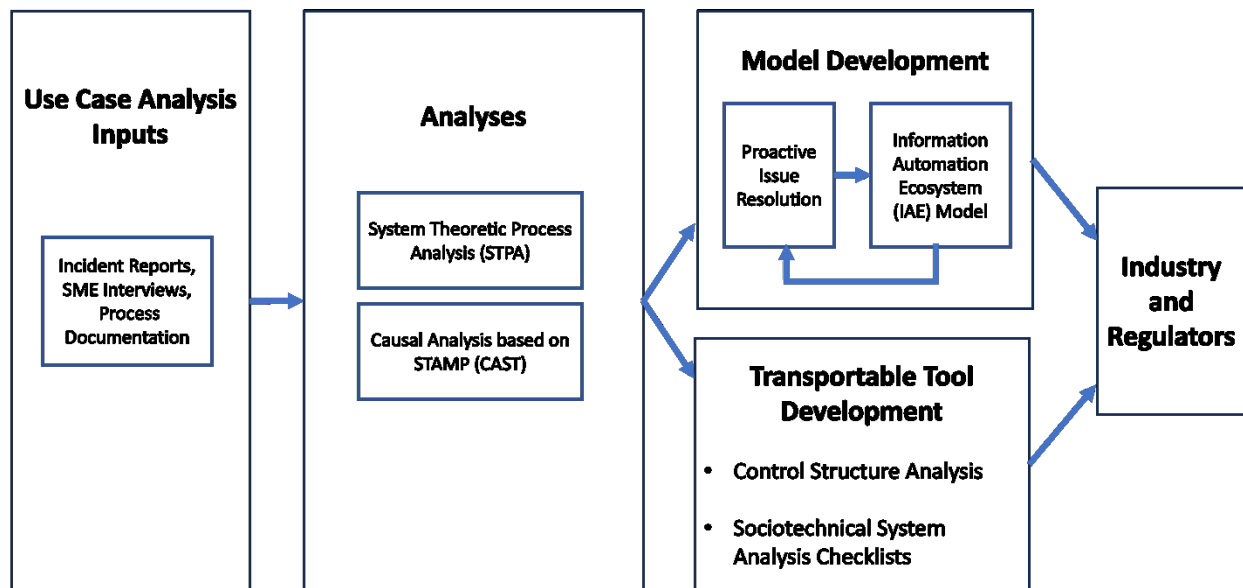 Use Case Analysis
Inputs
Incident Reports,
SME Interviews,
Process
Documentation
Analyses
System Theoretic Process
Analysis (STPA)
Causal Analysis based on
STAMP (CAST)
Model Development
Proactive
Issue
Resolution
Information
Automation
Ecosystem
(IAE) Model
Transportable Tool
Development
• Control Structure Analysis
• Sociotechnical System
Analysis Checklists
Industry
and
Regulators